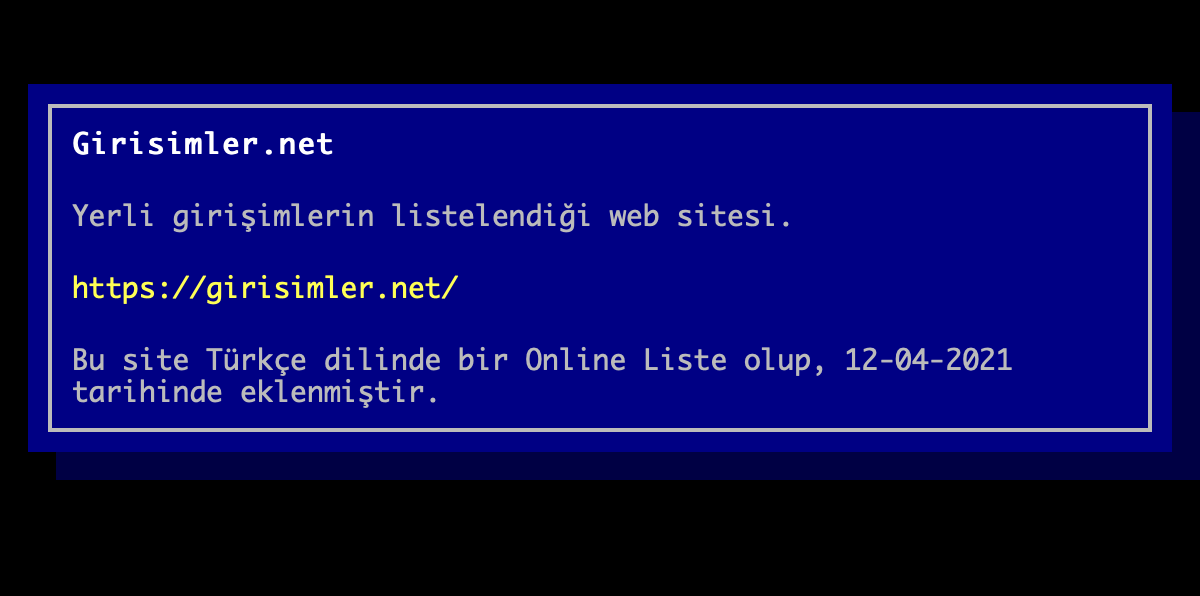 Girisimler.net
Yerli girişimlerin listelendiği web sitesi.
https://girisimler.net/
Bu site Türkçe dilinde bir Online Liste olup, 12-04-2021
tarihinde eklenmiştir.